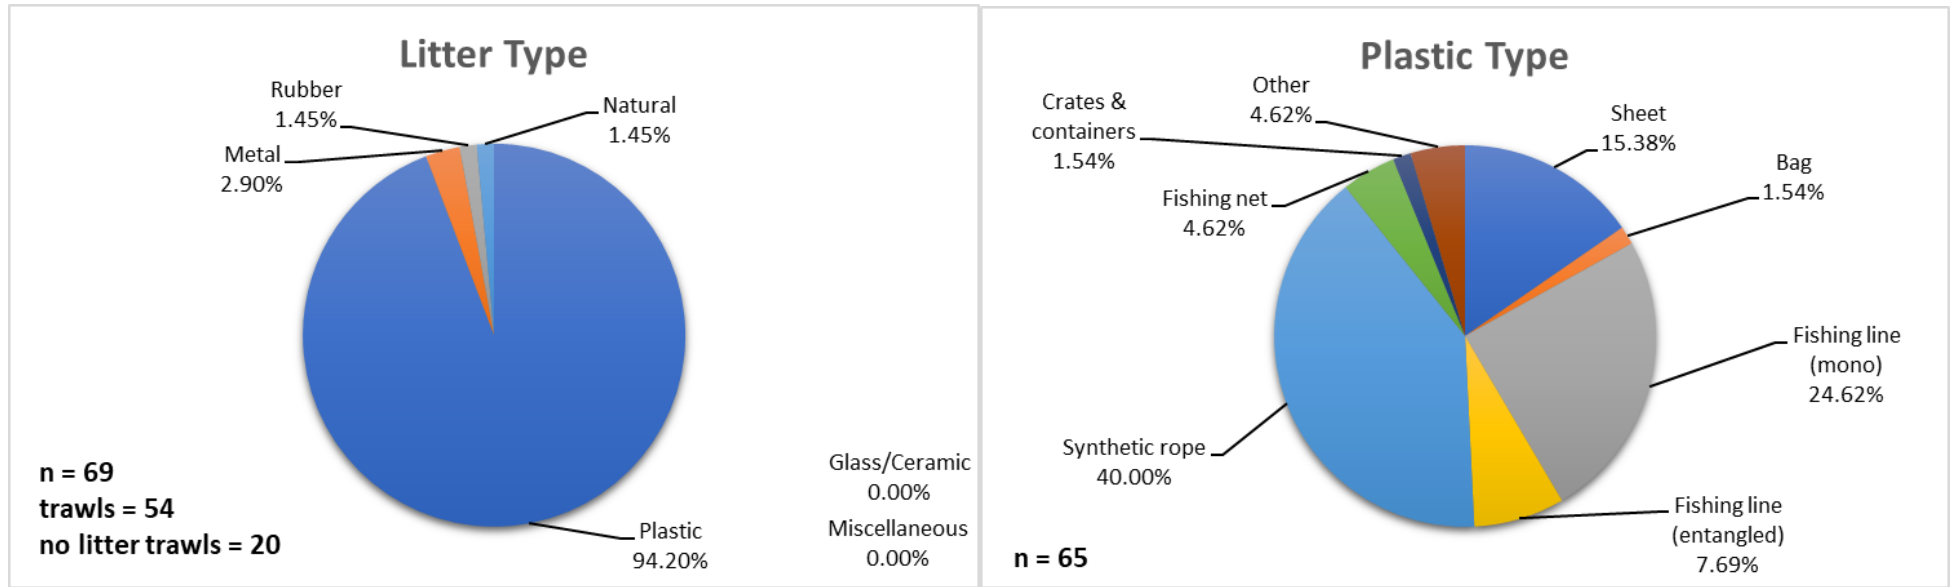 Litter Type
Rubber
1.45%
Natural
1.45%
Metal
2.90%
Glass/Ceramic
0.00%
Miscellaneous
0.00%
Plastic
94.20%
n = 69
trawls = 54
no litter trawls = 20
Plastic Type
Other
4.62%
Crates &
containers
1.54%
Sheet
15.38%
Bag
1.54%
Fishing net
4.62%
Fishing line
(mono)
24.62%
Synthetic rope
40.00%
Fishing line
(entangled)
7.69%
n = 65